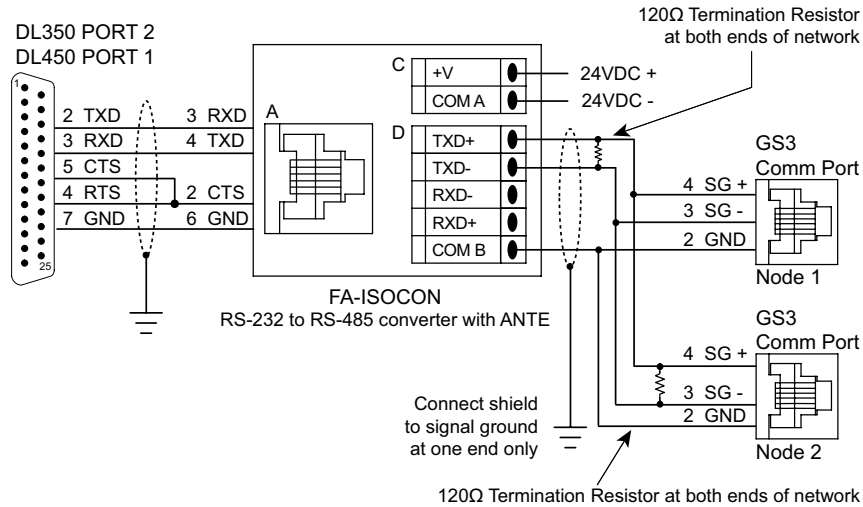 120Ω Termination Resistor
at both ends of network
DL350 PORT 2
DL450 PORT 1
1
25
2 TXD
3 RXD
5 CTS
4 RTS
7 GND
3 RXD
4 TXD
2 CTS
6 GND
A
C
+V
COM A
24VDC +
24VDC -
D
TXD+
TXD-
RXD-
RXD+
COM B
FA-ISOCON
RS-232 to RS-485 converter with ANTE
GS3
Comm Port
4 SG +
3 SG -
2 GND
Node 1
GS3
Comm Port
4 SG +
3 SG -
2 GND
Node 2
Connect shield
to signal ground
at one end only
120Ω Termination Resistor at both ends of network